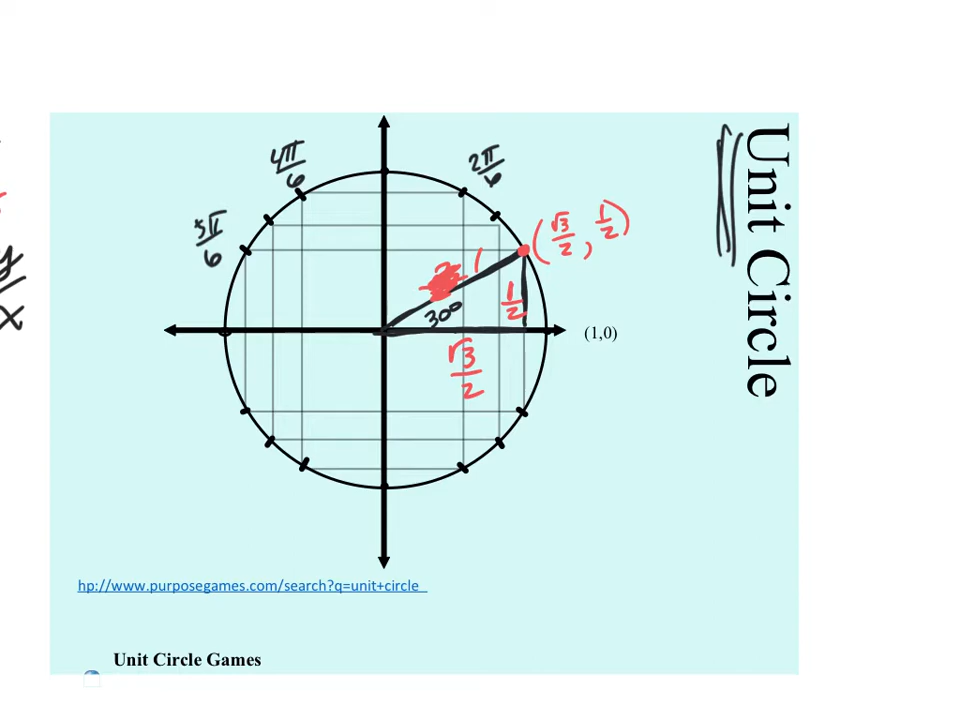 Unit Circle
4π/6
2π/6
5π/6
(√3/2, 1/2)
1
30°
1/2
√3/2
(1,0)
y/x
hp://www.purposegames.com/search?q=unit+circle
Unit Circle Games